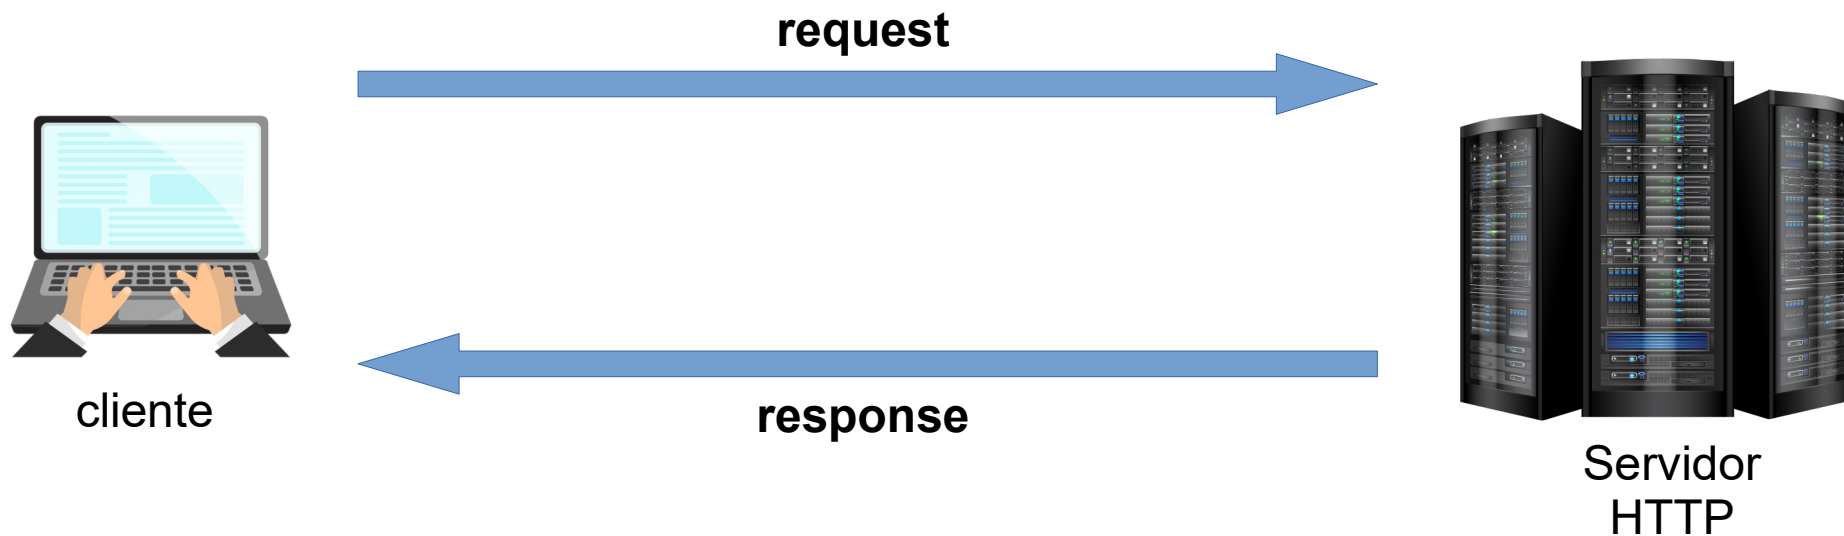 request
cliente
response
Servidor
HTTP